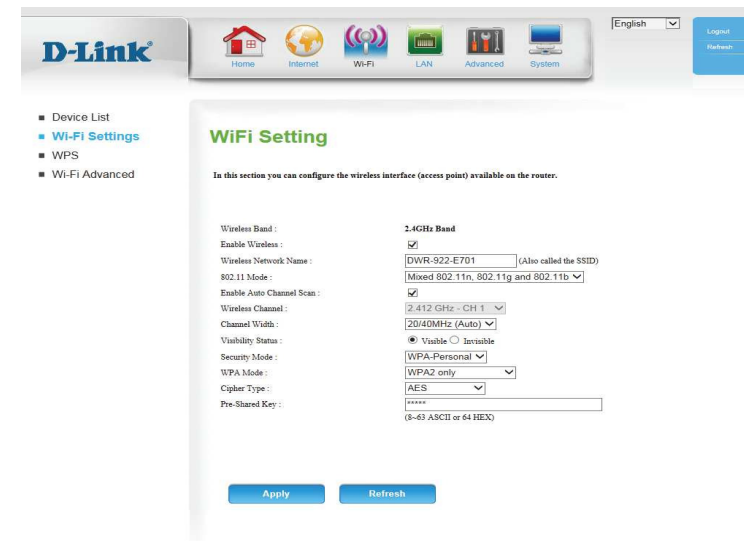 English
Logout
Refresh
D-Link®
Home Internet Wi-Fi LAN Advanced System
Device List
Wi-Fi Settings
WPS
Wi-Fi Advanced
WiFi Setting
In this section you can configure the wireless interface (access point) available on the router.
Wireless Band : 2.4GHz Band
Enable Wireless :
Wireless Network Name : DWR-922-E701 (Also called the SSID)
802.11 Mode : Mixed 802.11n, 802.11g and 802.11b
Enable Auto Channel Scan :
Wireless Channel : 2.412 GHz - CH 1
Channel Width : 20/40MHz (Auto)
Visibility Status : Visible Invisible
Security Mode : WPA-Personal
WPA Mode : WPA2 only
Cipher Type : AES
Pre-Shared Key : *****
(8~63 ASCII or 64 HEX)
Apply Refresh